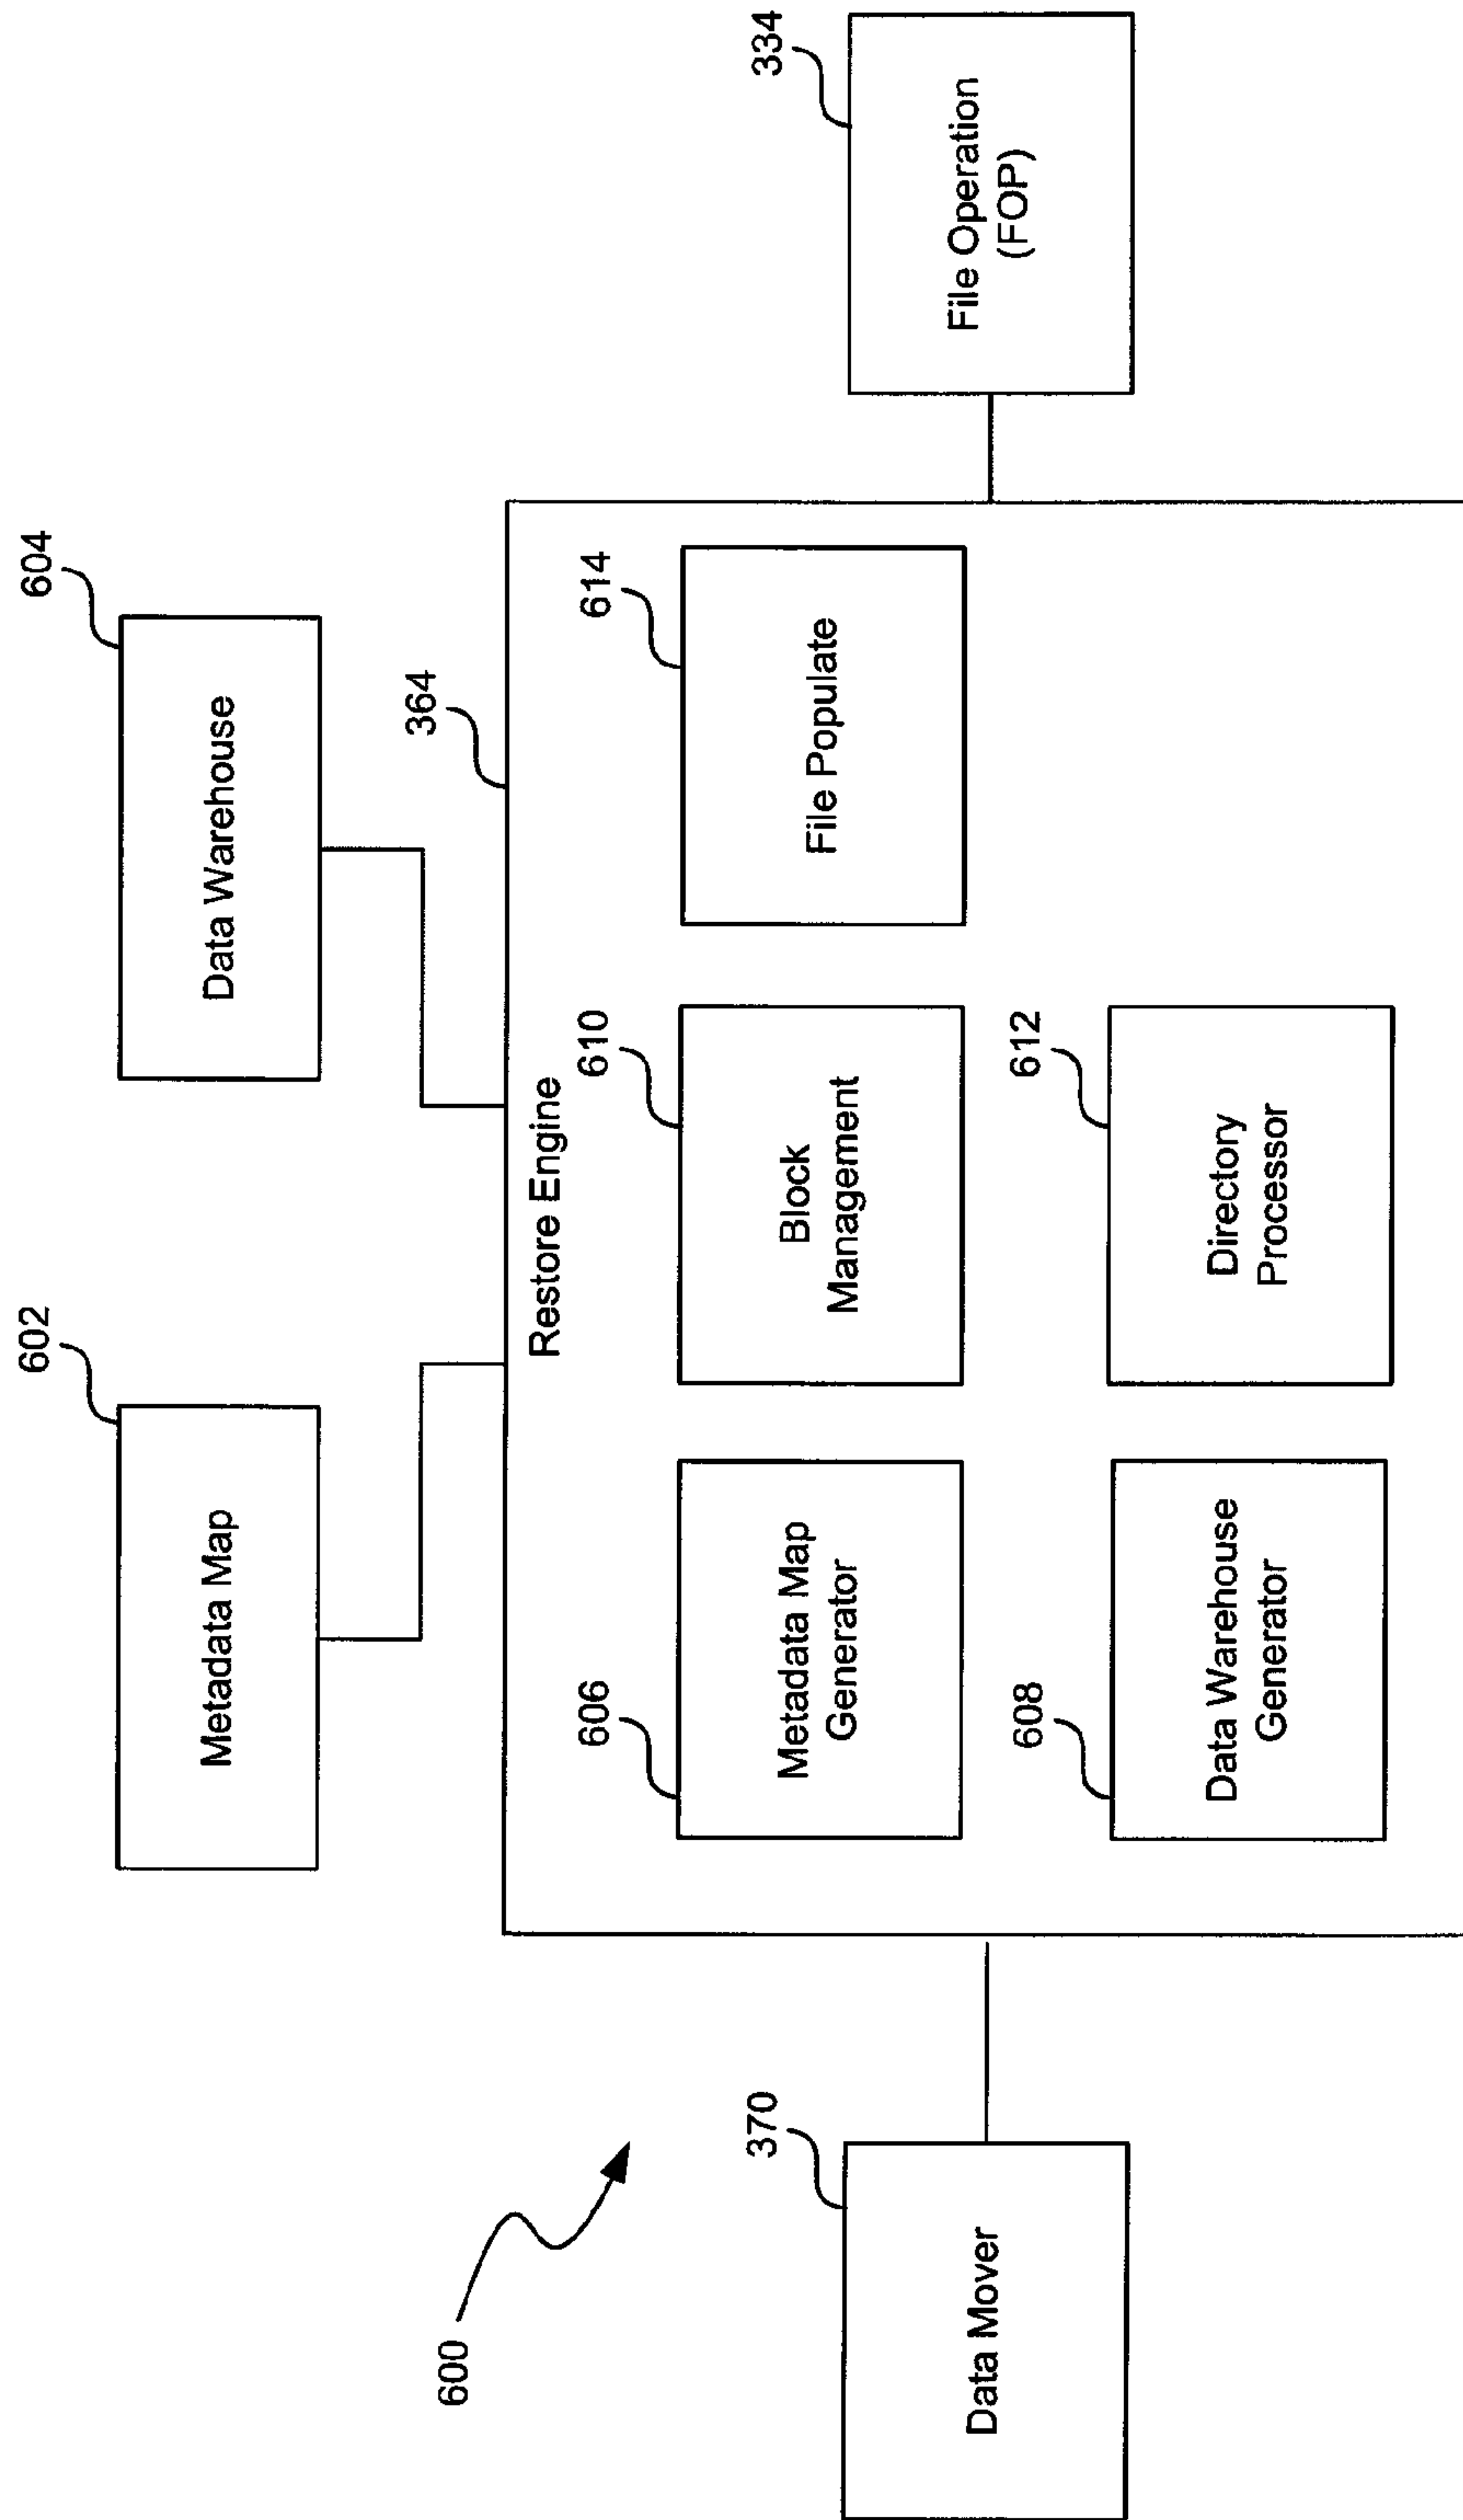 600
602
Metadata Map
604
Data Warehouse
364
Restore Engine
606
Metadata Map
Generator
610
Block
Management
614
File Populate
370
Data Mover
334
File Operation
(FOP)
608
Data Warehouse
Generator
612
Directory
Processor